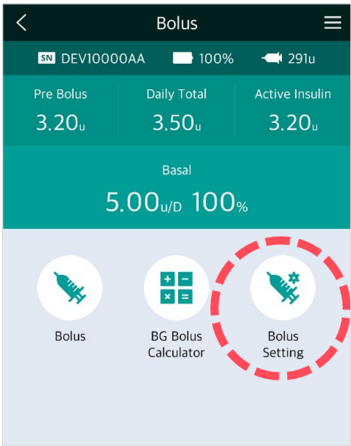 Bolus
SN DEV10000AA 100% 291u
Pre Bolus Daily Total Active Insulin
3.20u 3.50u 3.20u
Basal
5.00u/D 100%
Bolus BG Bolus Calculator Bolus Setting